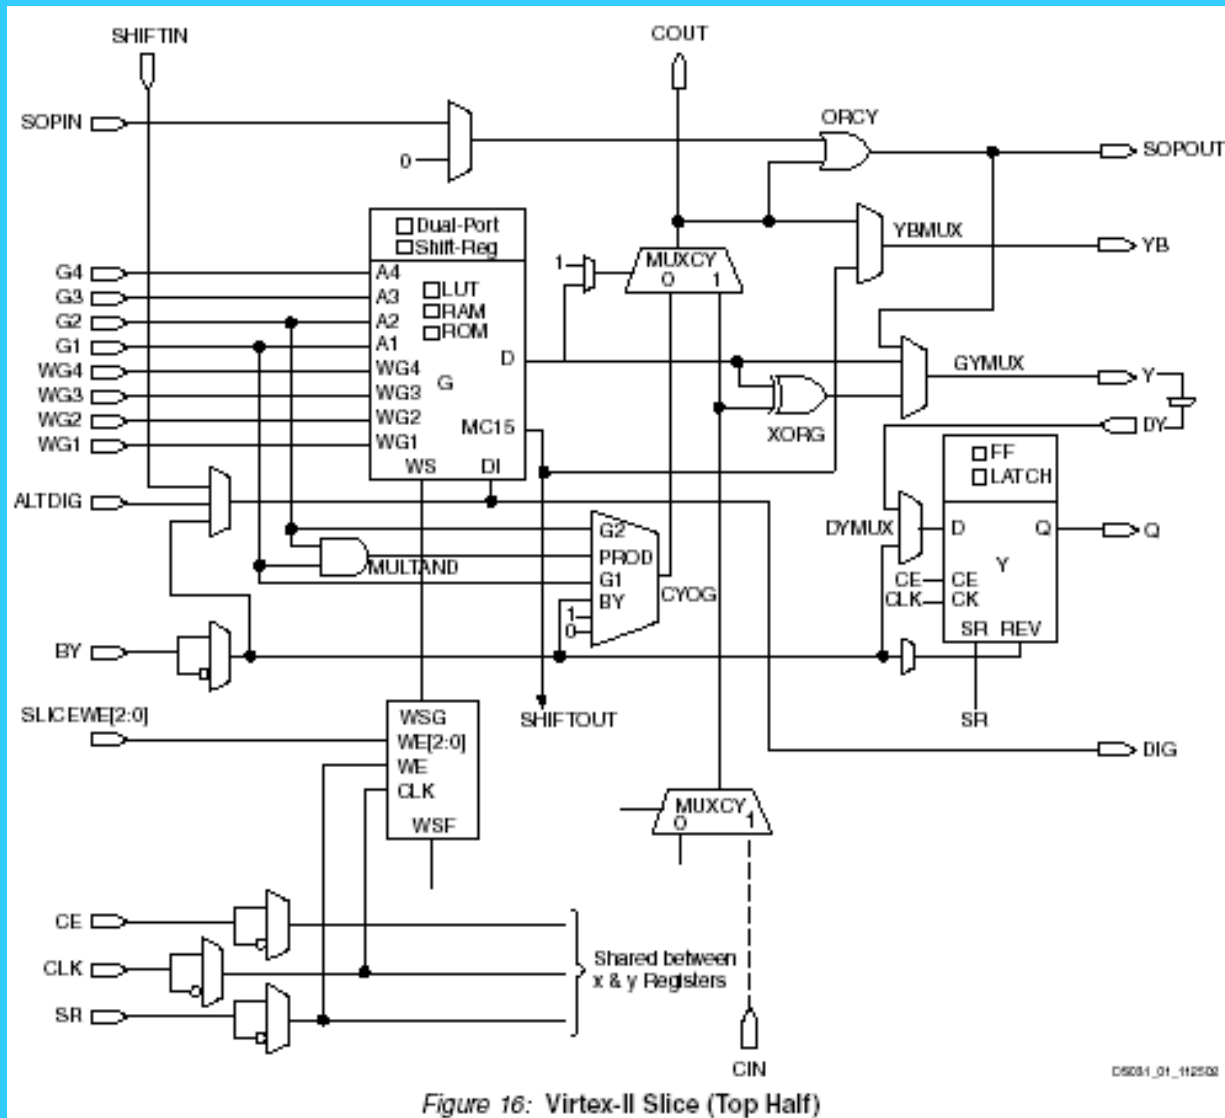 SHIFTIN
COUT
SOPIN
0
ORCY
SOPOUT
Dual-Port
Shift-Reg
YBMUX
YB
G4
G3
G2
G1
WG4
WG3
WG2
WG1
A4
A3
A2
A1
WG4
WG3
WG2
WG1
LUT
RAM
ROM
G
D
MC15
WS
DI
1
MUXCY
0
1
GYMUX
Y
DY
XORG
FF
LATCH
ALTDIG
DYMUX
D
Q
Q
Y
CE
CE
CLK
CK
SR
REV
SR
MULTAND
G2
PROD
G1
BY
1
0
CYOG
BY
SHIFTOUT
DIG
SLICEWE[2:0]
WSG
WE[2:0]
WE
CLK
WSF
MUXCY
0
1
CE
CLK
SR
Shared between
x & y Registers
CIN
DS031_01_112502
Figure 16: Virtex-II Slice (Top Half)